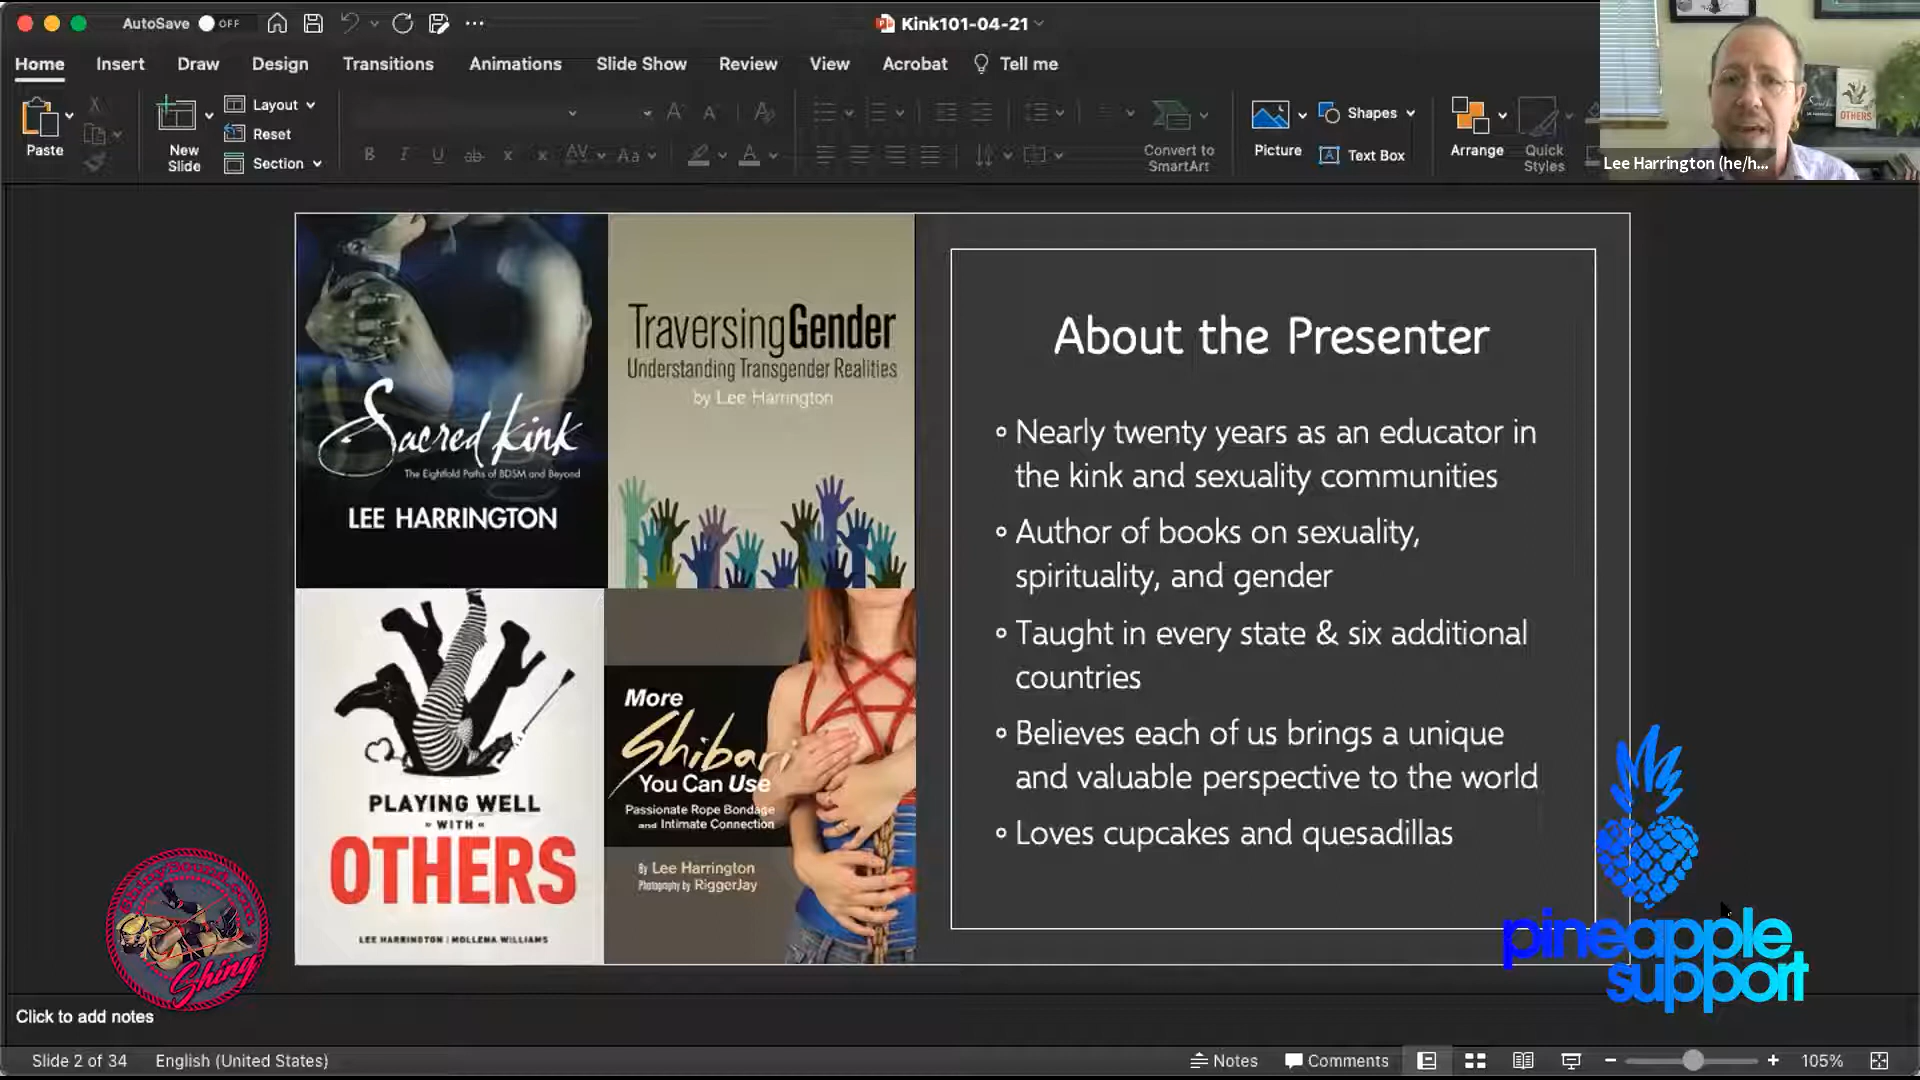 AutoSave OFF
Kink101-04-21
Home Insert Draw Design Transitions Animations Slide Show Review View Acrobat Tell me
Paste
New
Slide
Layout
Reset
Section
Convert to
SmartArt
Picture
Shapes
Text Box
Arrange
Quick
Styles
OTHERS
Lee Harrington (he/h...
Sacred Kink
The Eightfold Paths of BDSM and Beyond
LEE HARRINGTON
TraversingGender
Understanding Transgender Realities
by Lee Harrington
PLAYING WELL
WITH
OTHERS
LEE HARRINGTON | MOLLENA WILLIAMS
More
Shibari
You Can Use
Passionate Rope Bondage
and Intimate Connection
By Lee Harrington
Photography by RiggerJay
About the Presenter
Nearly twenty years as an educator in
the kink and sexuality communities
Author of books on sexuality,
spirituality, and gender
Taught in every state & six additional
countries
Believes each of us brings a unique
and valuable perspective to the world
Loves cupcakes and quesadillas
Shiny
pineapple
support
Click to add notes
Slide 2 of 34
English (United States)
Notes
Comments
105%